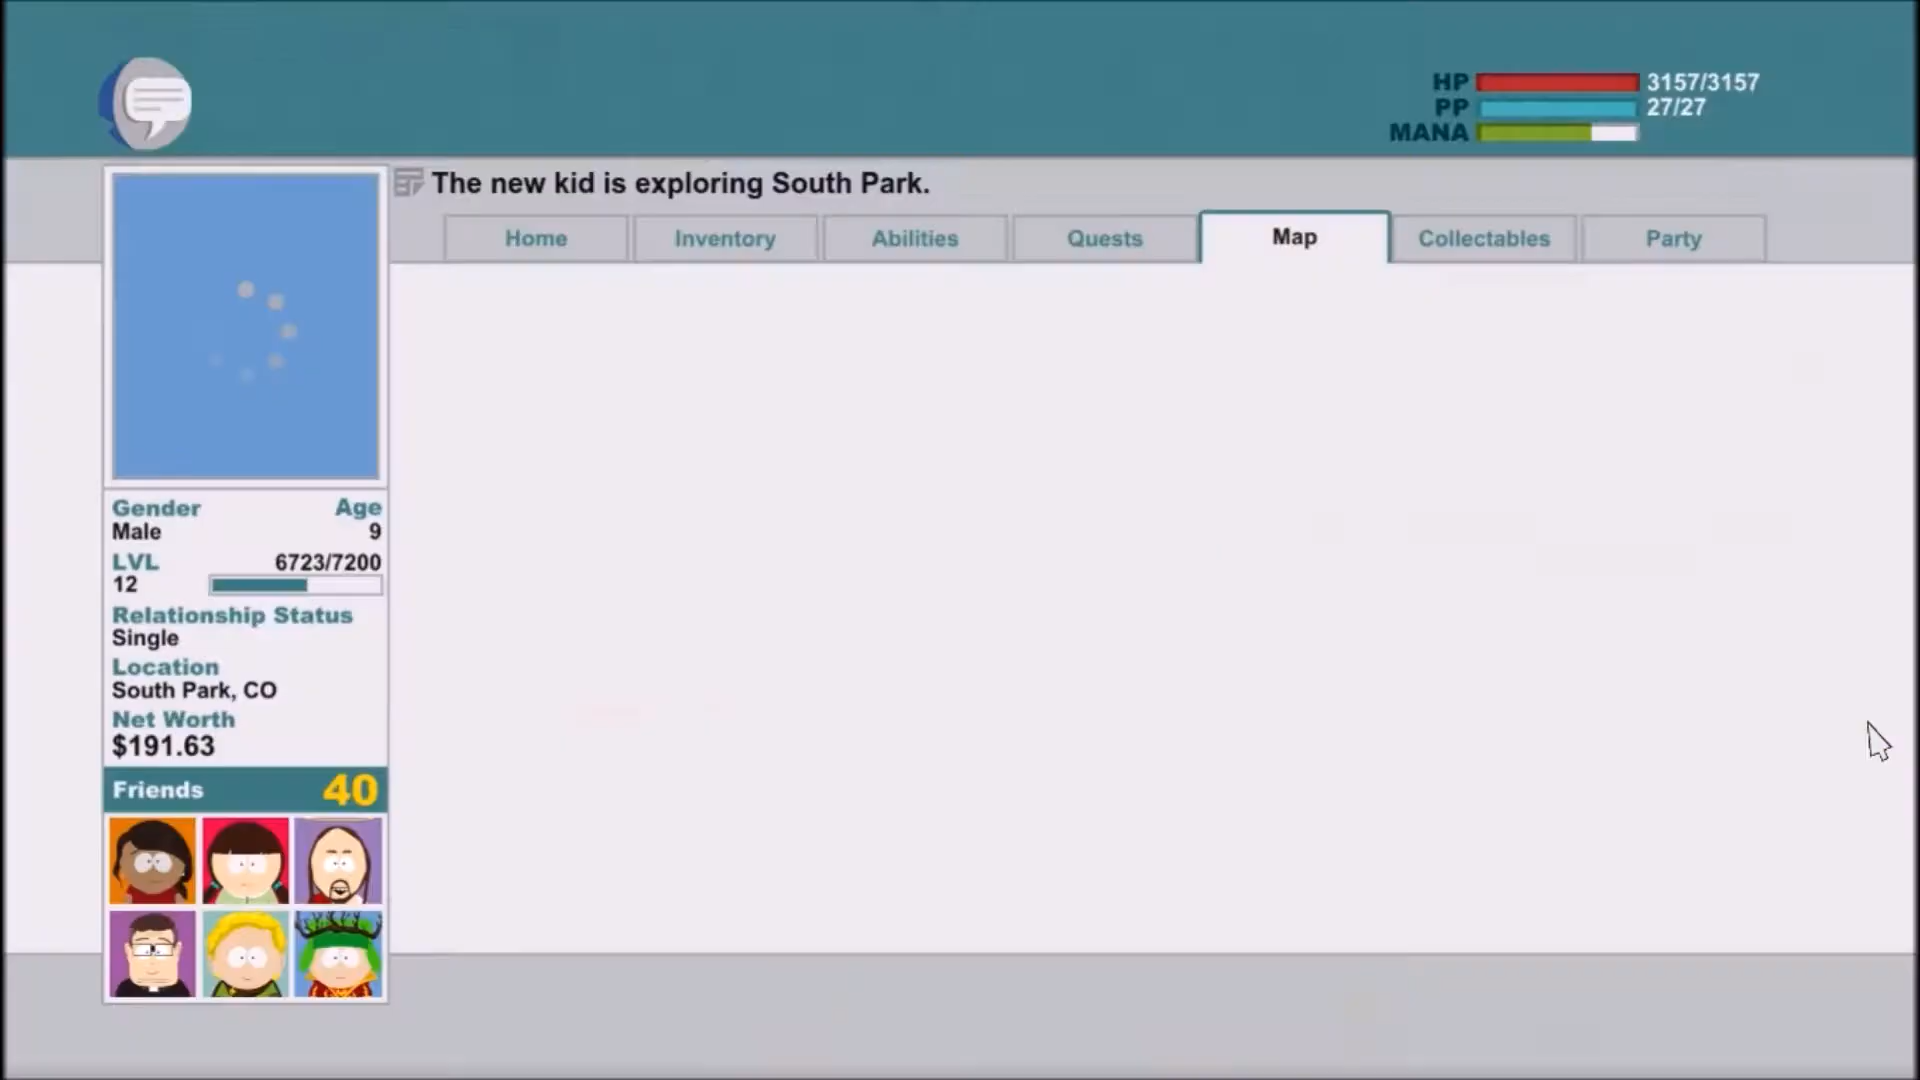 HP 3157/3157
PP 27/27
MANA
The new kid is exploring South Park.
Home Inventory Abilities Quests Map Collectables Party
Gender Age
Male 9
LVL 6723/7200
12
Relationship Status
Single
Location
South Park, CO
Net Worth
$191.63
Friends 40